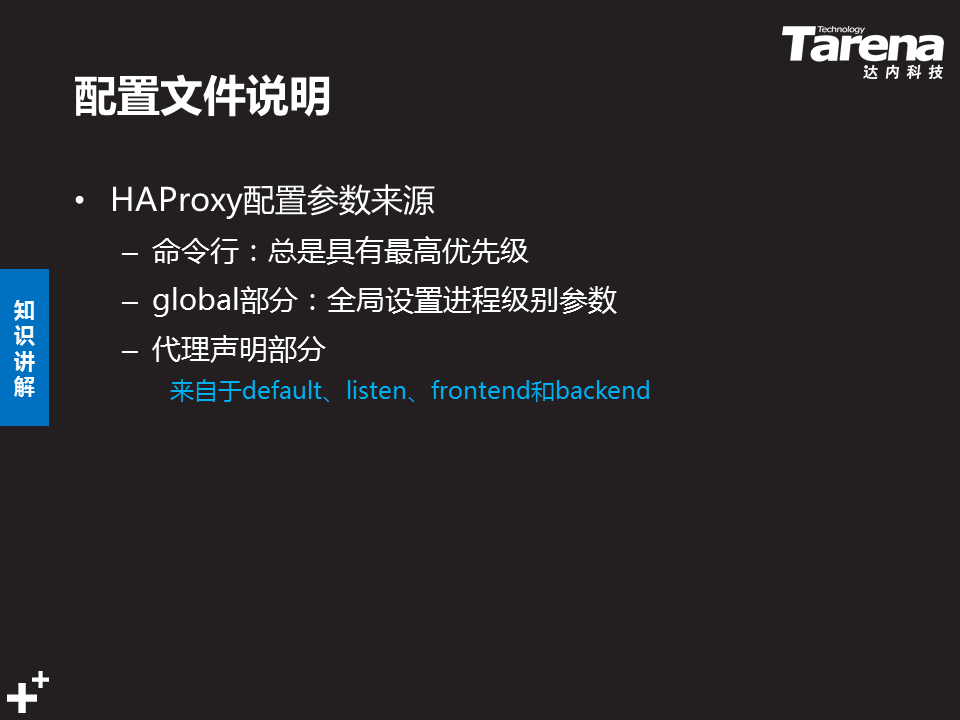 Technology
Tarena
达内科技
配置文件说明
• HAProxy配置参数来源
– 命令行：总是具有最高优先级
– global部分：全局设置进程级别参数
– 代理声明部分
来自于default、listen、frontend和backend
知
识
讲
解